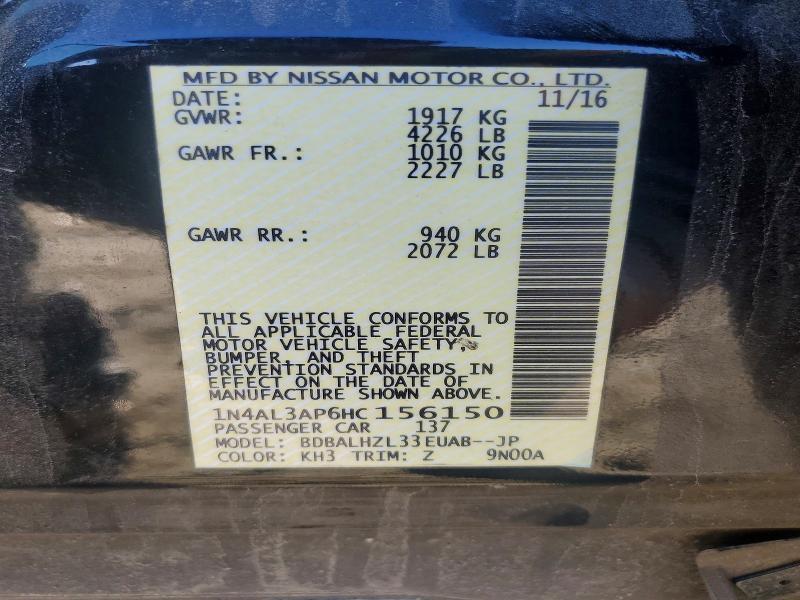 MFD BY NISSAN MOTOR CO., LTD.
DATE: 11/16
GVWR: 1917 KG
4226 LB
GAWR FR.: 1010 KG
2227 LB
GAWR RR.: 940 KG
2072 LB
THIS VEHICLE CONFORMS TO
ALL APPLICABLE FEDERAL
MOTOR VEHICLE SAFETY,
BUMPER, AND THEFT
PREVENTION STANDARDS IN
EFFECT ON THE DATE OF
MANUFACTURE SHOWN ABOVE.
1N4AL3AP6HC156150
PASSENGER CAR 137
MODEL: BDBALHZL33EUAB--JP
COLOR: KH3 TRIM: Z 9N00A